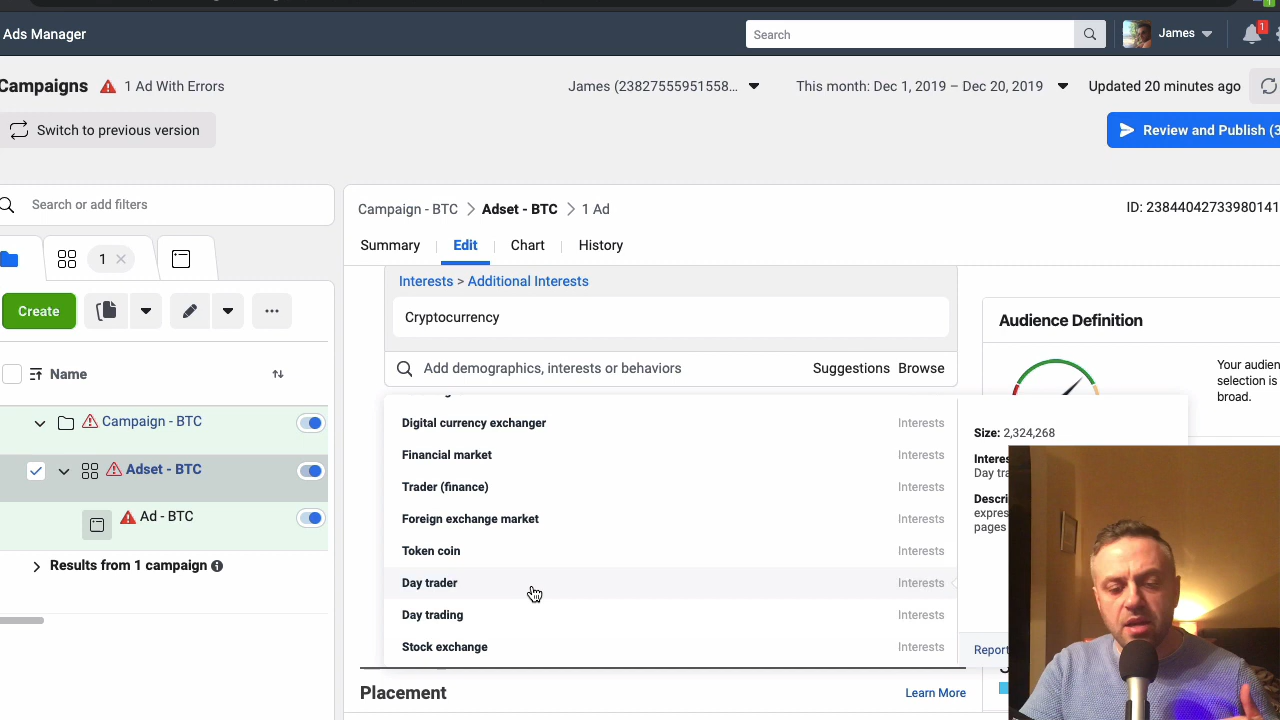 Ads Manager
Search
James
1
Campaigns
1 Ad With Errors
James (23827555951558...
This month: Dec 1, 2019 – Dec 20, 2019
Updated 20 minutes ago
Switch to previous version
Review and Publish (3
Search or add filters
Campaign - BTC > Adset - BTC > 1 Ad
ID: 23844042733980141
Summary
Edit
Chart
History
1
Interests > Additional Interests
Cryptocurrency
Create
Audience Definition
Add demographics, interests or behaviors
Suggestions
Browse
Name
Your audien
selection is
broad.
Campaign - BTC
Adset - BTC
Ad - BTC
Results from 1 campaign
Digital currency exchanger Interests
Financial market Interests
Trader (finance) Interests
Foreign exchange market Interests
Token coin Interests
Day trader Interests
Day trading Interests
Stock exchange Interests
Size: 2,324,268
Interes
Day tra
Descri
expres
pages
Report
Placement
Learn More